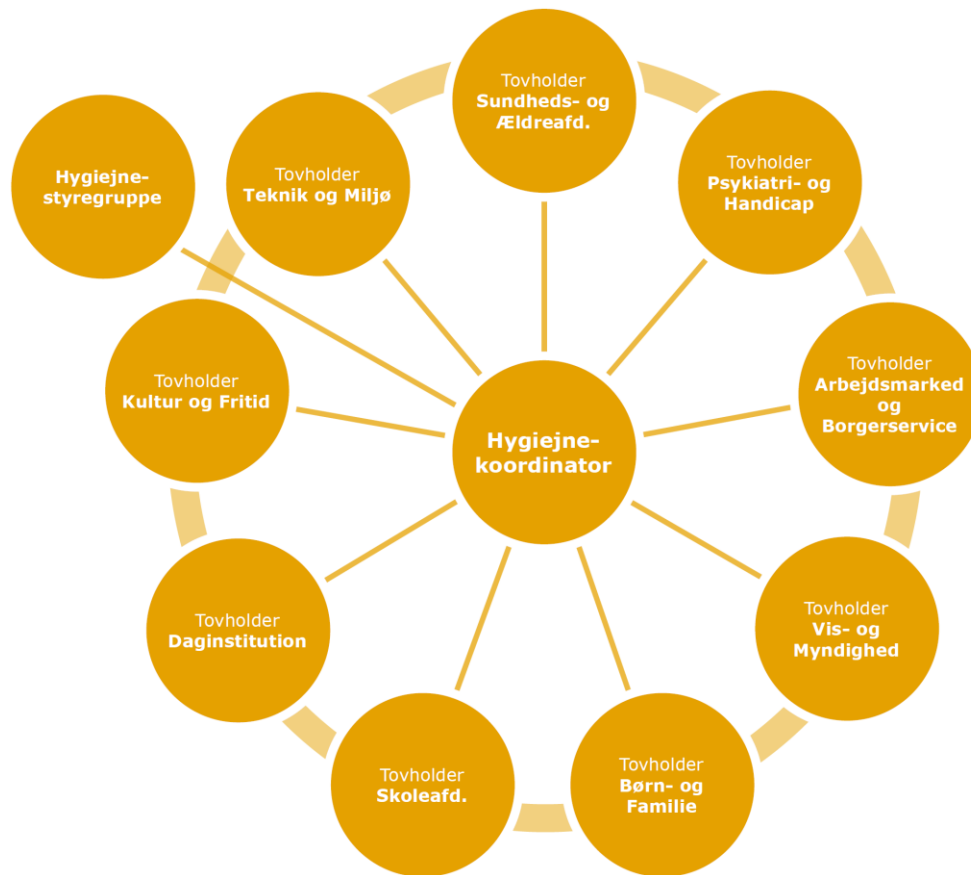 Tovholder
Sundheds- og
Ældreafd.
Tovholder
Psykiatri- og
Handicap
Tovholder
Arbejdsmarked
og
Borgerservice
Tovholder
Vis- og
Myndighed
Tovholder
Børn- og
Familie
Tovholder
Skoleafd.
Tovholder
Daginstitution
Tovholder
Kultur og Fritid
Tovholder
Teknik og Miljø
Hygiejne-
styregruppe
Hygiejne-
koordinator